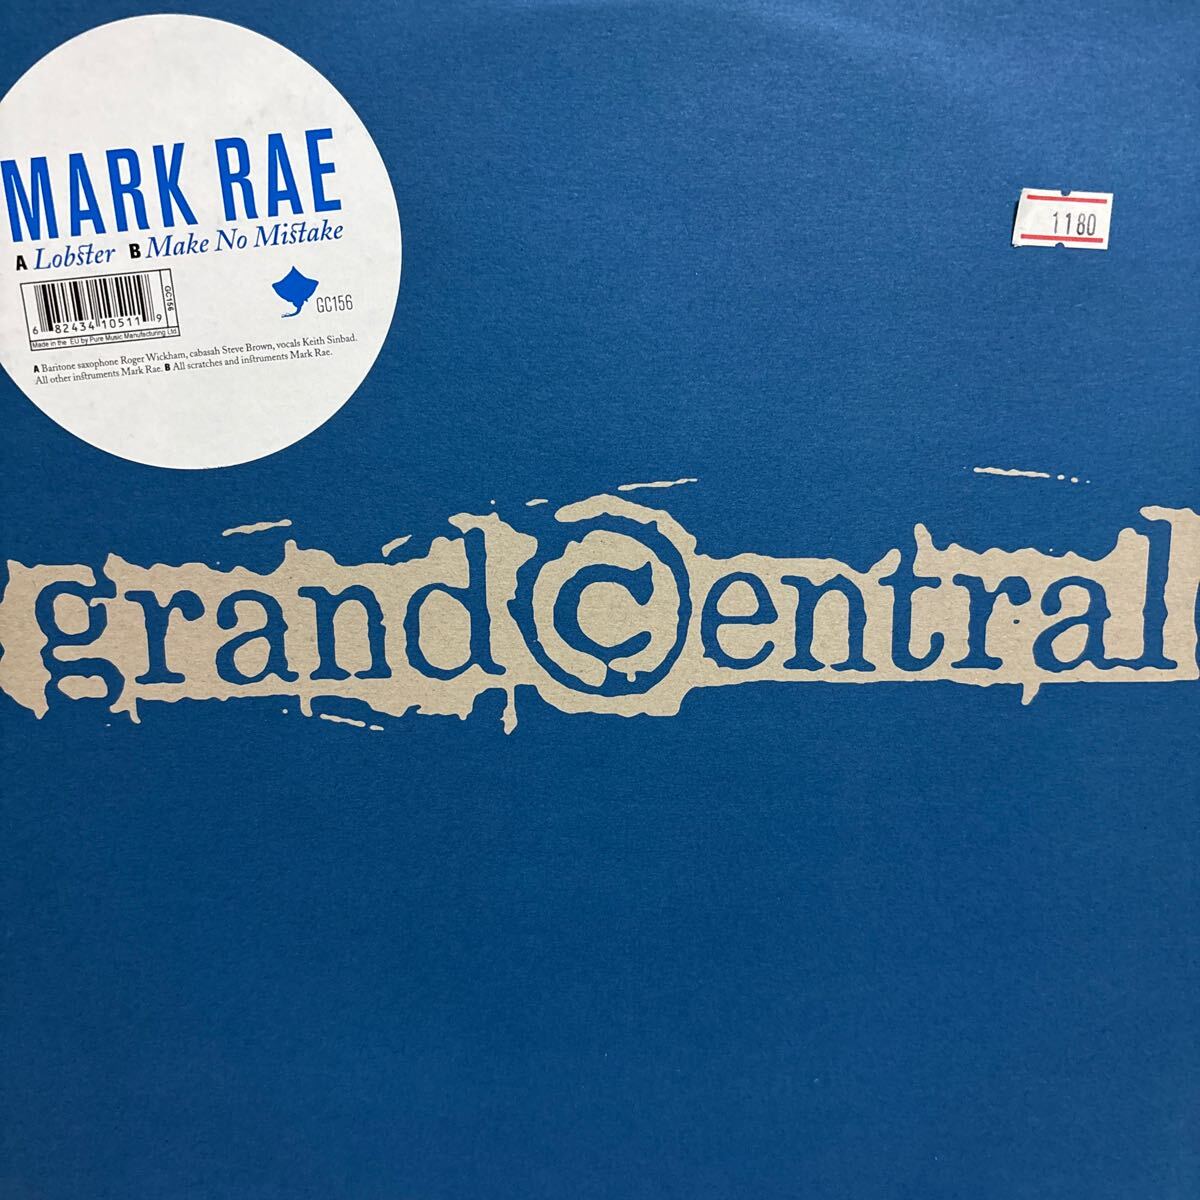 MARK RAE
A Lobster B Make No Mistake
GC156
6 82434 10511 9
Made in the EU by Pure Music Manufacturing Ltd
GC156
A Baritone saxophone Roger Wickham, cabasah Steve Brown, vocals Keith Sinbad.
All other instruments Mark Rae. B All scratches and instruments Mark Rae.
1180
grandcentral